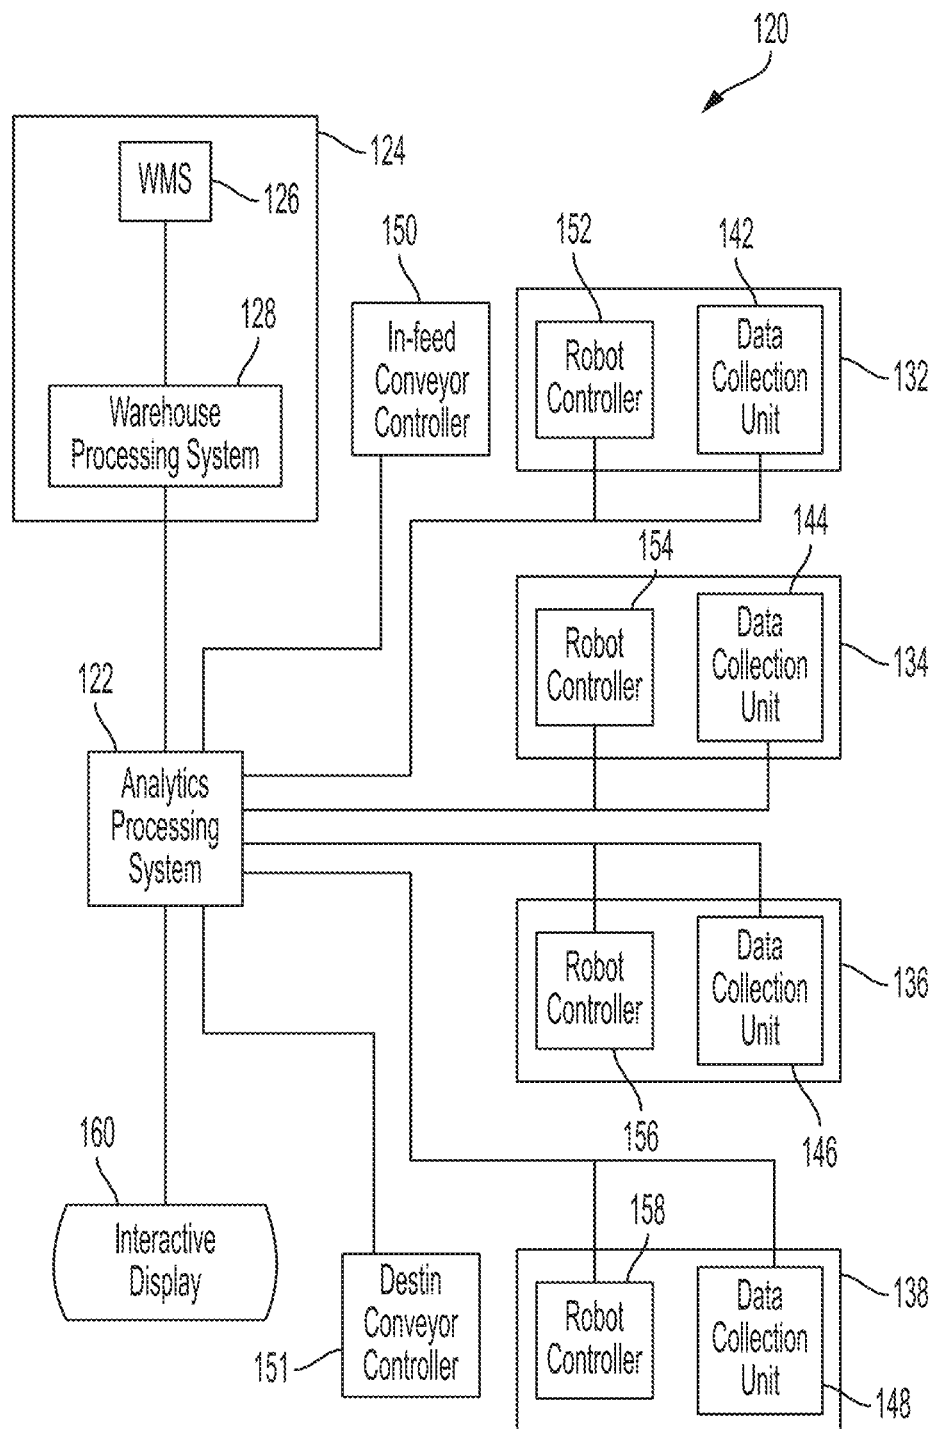 120
124
WMS
126
150
152
142
128
In-feed
Conveyor
Controller
Robot
Controller
Data
Collection
Unit
132
Warehouse
Processing System
154
144
Robot
Controller
Data
Collection
Unit
134
122
Analytics
Processing
System
Robot
Controller
Data
Collection
Unit
136
156
146
160
Interactive
Display
158
Destin
Conveyor
Controller
151
Robot
Controller
Data
Collection
Unit
138
148